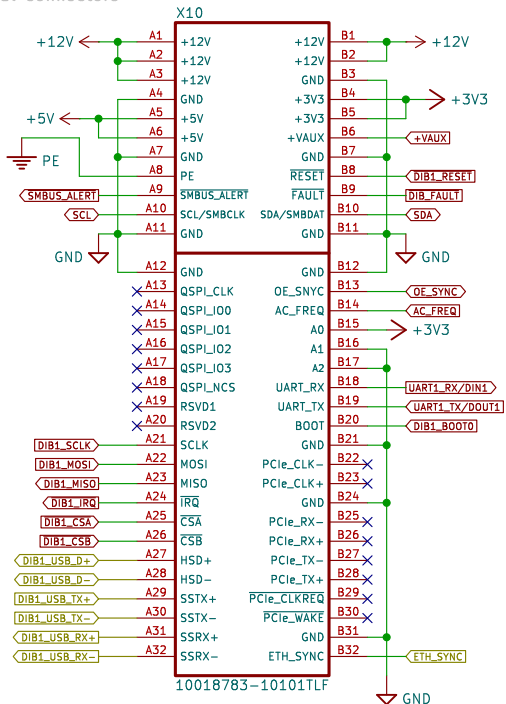 X10
+12V A1 +12V +12V B1 +12V
A2 +12V +12V B2
A3 +12V GND B3
A4 GND +3V3 B4 +3V3
+5V A5 +5V +3V3 B5
A6 +5V +VAUX B6 +VAUX
A7 GND GND B7
PE A8 PE RESET B8 DIB1_RESET
SMBUS_ALERT A9 SMBUS_ALERT FAULT B9 DIB_FAULT
SCL A10 SCL/SMBCLK SDA/SMBDAT B10 SDA
A11 GND GND B11
GND GND
A12 GND GND B12
A13 QSPI_CLK OE_SNYC B13 OE_SYNC
A14 QSPI_IO0 AC_FREQ B14 AC_FREQ
A15 QSPI_IO1 A0 B15 +3V3
A16 QSPI_IO2 A1 B16
A17 QSPI_IO3 A2 B17
A18 QSPI_NCS UART_RX B18 UART1_RX/DIN1
A19 RSVD1 UART_TX B19 UART1_TX/DOUT1
A20 RSVD2 BOOT B20 DIB1_BOOT0
DIB1_SCLK A21 SCLK GND B21
DIB1_MOSI A22 MOSI PCIe_CLK- B22
DIB1_MISO A23 MISO PCIe_CLK+ B23
DIB1_IRQ A24 IRQ GND B24
DIB1_CSA A25 CSA PCIe_RX- B25
DIB1_CSB A26 CSB PCIe_RX+ B26
DIB1_USB_D+ A27 HSD+ PCIe_TX- B27
DIB1_USB_D- A28 HSD- PCIe_TX+ B28
DIB1_USB_TX+ A29 SSTX+ PCIe_CLKREQ B29
DIB1_USB_TX- A30 SSTX- PCIe_WAKE B30
DIB1_USB_RX+ A31 SSRX+ GND B31
DIB1_USB_RX- A32 SSRX- ETH_SYNC B32 ETH_SYNC
10018783-10101TLF
GND